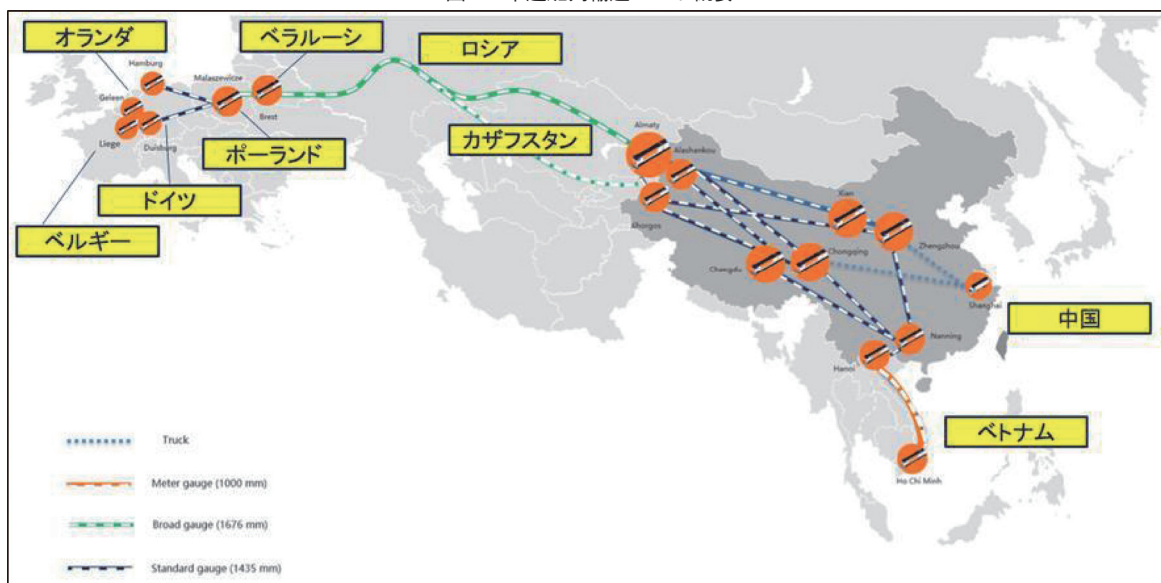 オランダ
ベラルーシ
ロシア
Hamburg
Malaszewicze
Geleen
Brest
Liege
Duisburg
カザフスタン
ポーランド
ドイツ
ベルギー
Almaty
Alashankou
Khorgos
Xian
Zhengzhou
Chongqing
Chengdu
Shanghai
中国
Nanning
Hanoi
ベトナム
Ho Chi Minh
Truck
Meter gauge (1000 mm)
Broad gauge (1676 mm)
Standard gauge (1435 mm)